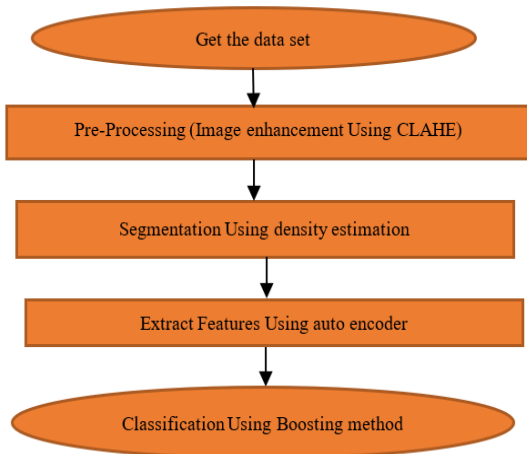 Get the data set
Pre-Processing (Image enhancement Using CLAHE)
Segmentation Using density estimation
Extract Features Using auto encoder
Classification Using Boosting method